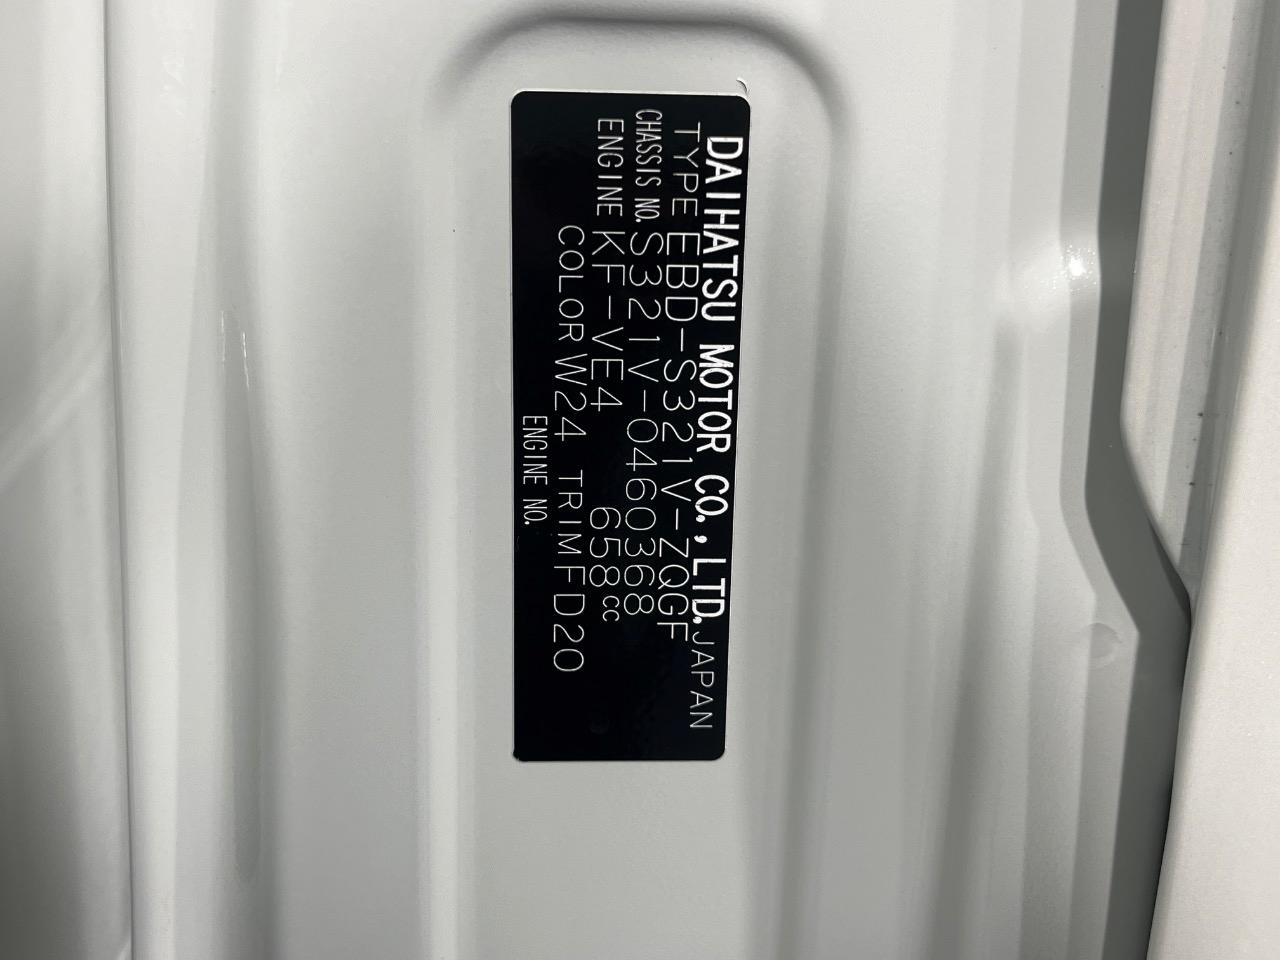 DAIHATSU MOTOR CO., LTD. JAPAN
TYPE EBD-S321V-ZQGF
CHASSIS NO. S321V-0460368
ENGINE KF-VE4 658cc
COLOR W24 TRIM FD20
ENGINE NO.